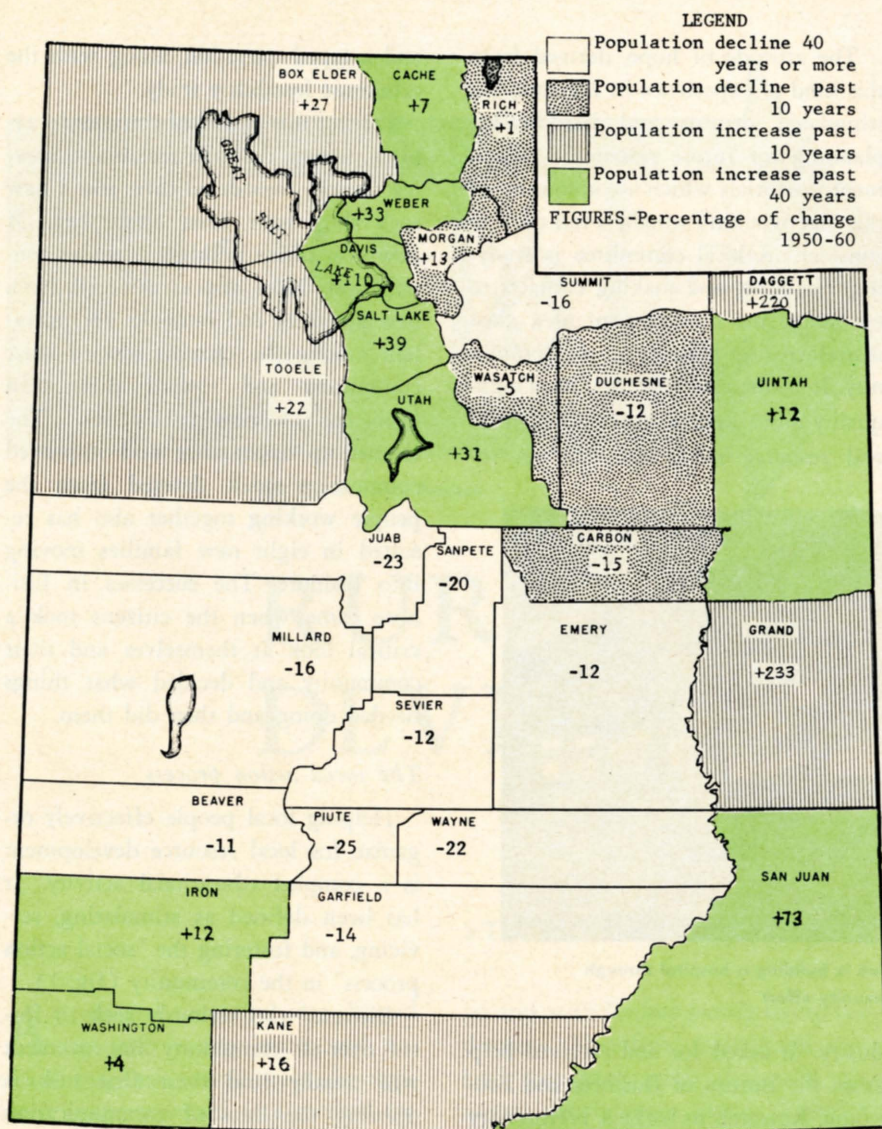 LEGEND
Population decline 40
years or more
Population decline past
10 years
Population increase past
10 years
Population increase past
40 years
FIGURES-Percentage of change
1950-60
BOX ELDER
+27
CACHE
+7
RICH
+1
GREAT
SALT
LAKE
WEBER
+33
MORGAN
+13
DAVIS
+110
SUMMIT
-16
DAGGETT
+220
SALT LAKE
+39
TOOELE
+22
WASATCH
-5
DUCHESNE
-12
UINTAH
+12
UTAH
+31
JUAB
-23
SANPETE
-20
CARBON
-15
MILLARD
-16
EMERY
-12
GRAND
+233
SEVIER
-12
BEAVER
-11
PIUTE
-25
WAYNE
-22
IRON
+12
GARFIELD
-14
SAN JUAN
+73
WASHINGTON
+4
KANE
+16